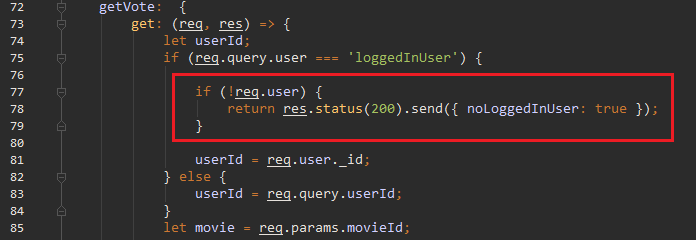 72 getVote: {
73 get: (req, res) => {
74 let userId;
75 if (req.query.user === 'loggedInUser') {
76
77 if (!req.user) {
78 return res.status(200).send({ noLoggedInUser: true });
79 }
80
81 userId = req.user._id;
82 } else {
83 userId = req.query.userId;
84 }
85 let movie = req.params.movieId;